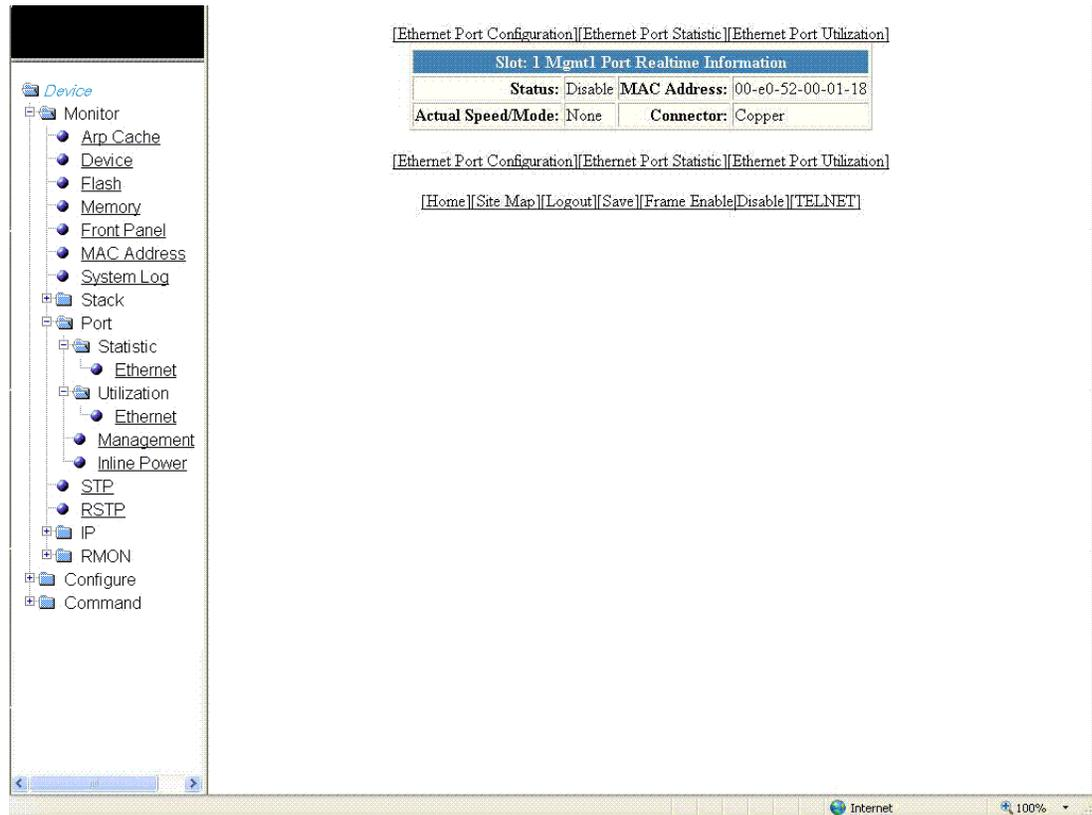 Device
Monitor
Arp Cache
Device
Flash
Memory
Front Panel
MAC Address
System Log
Stack
Port
Statistic
Ethernet
Utilization
Ethernet
Management
Inline Power
STP
RSTP
IP
RMON
Configure
Command
[Ethernet Port Configuration][Ethernet Port Statistic][Ethernet Port Utilization]
Slot: 1 Mgmt1 Port Realtime Information
Status: Disable MAC Address: 00-e0-52-00-01-18
Actual Speed/Mode: None Connector: Copper
[Ethernet Port Configuration][Ethernet Port Statistic][Ethernet Port Utilization]
[Home][Site Map][Logout][Save][Frame Enable|Disable][TELNET]
Internet 100%